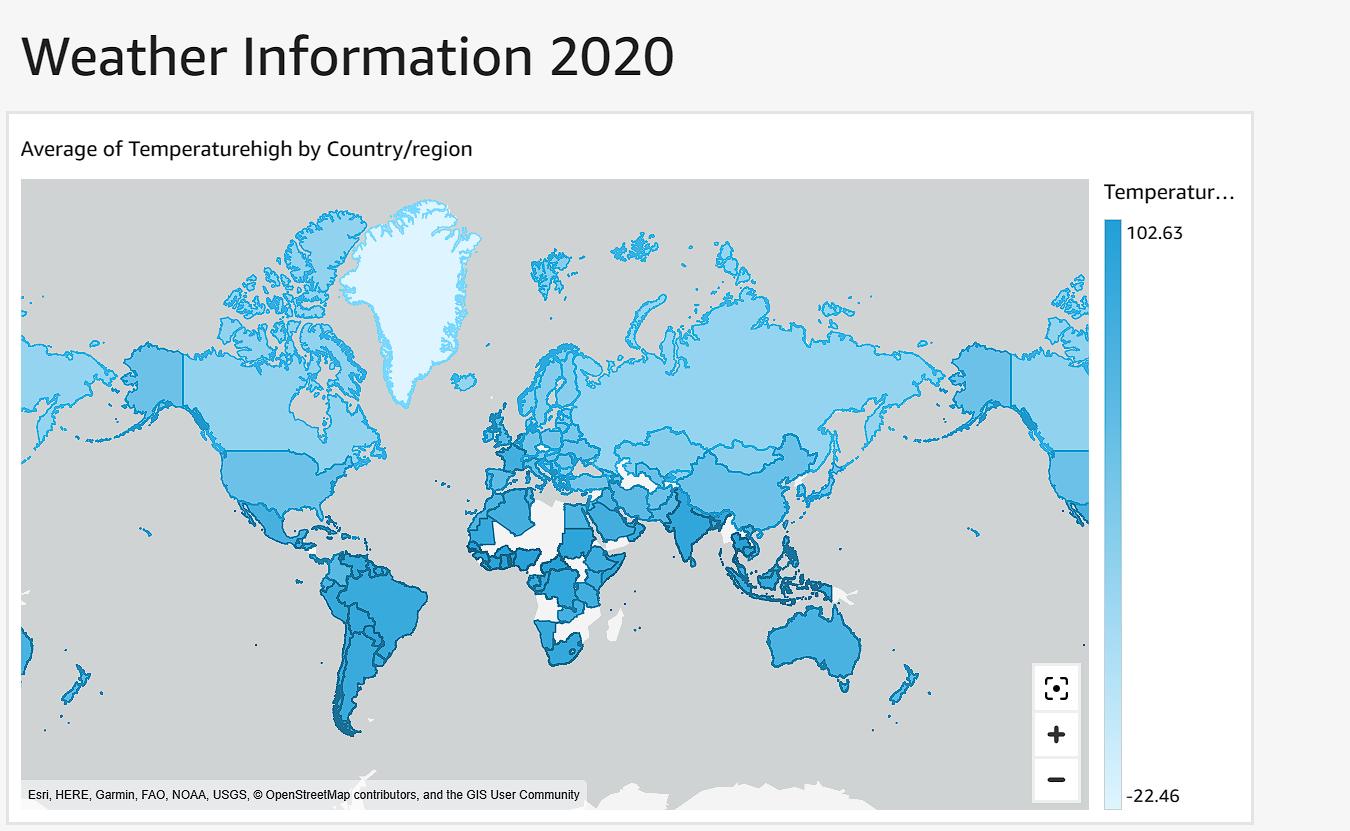 Weather Information 2020
Average of Temperaturehigh by Country/region
Temperatur...
102.63
-22.46
Esri, HERE, Garmin, FAO, NOAA, USGS, © OpenStreetMap contributors, and the GIS User Community